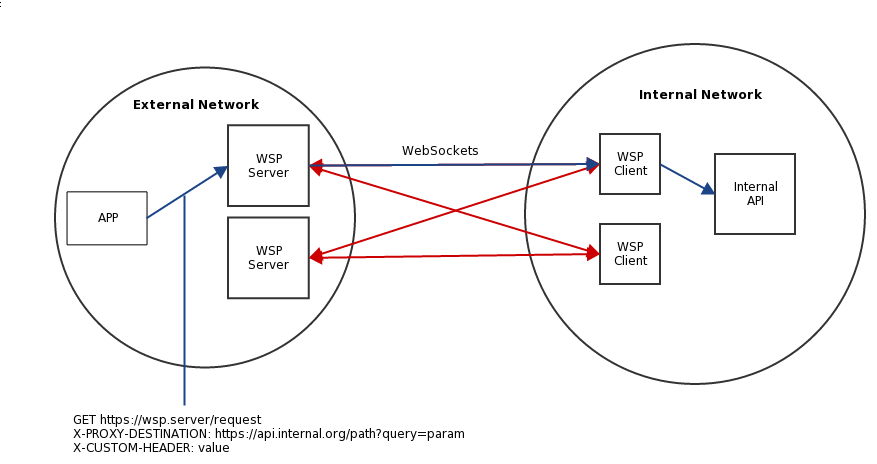 External Network
Internal Network
WebSockets
WSP
Server
WSP
Client
Internal
API
APP
WSP
Server
WSP
Client
GET https://wsp.server/request
X-PROXY-DESTINATION: https://api.internal.org/path?query=param
X-CUSTOM-HEADER: value